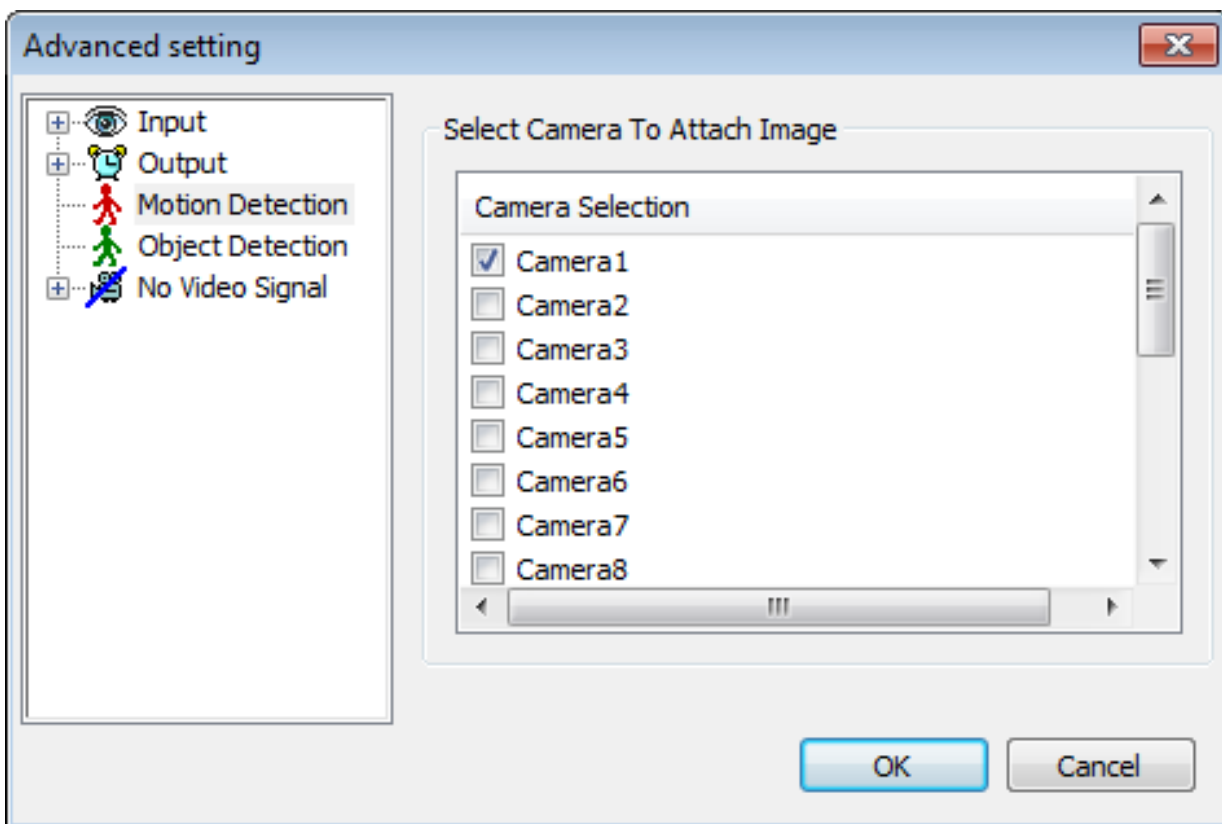 Advanced setting
Input
Output
Motion Detection
Object Detection
No Video Signal
Select Camera To Attach Image
Camera Selection
Camera1
Camera2
Camera3
Camera4
Camera5
Camera6
Camera7
Camera8
OK
Cancel